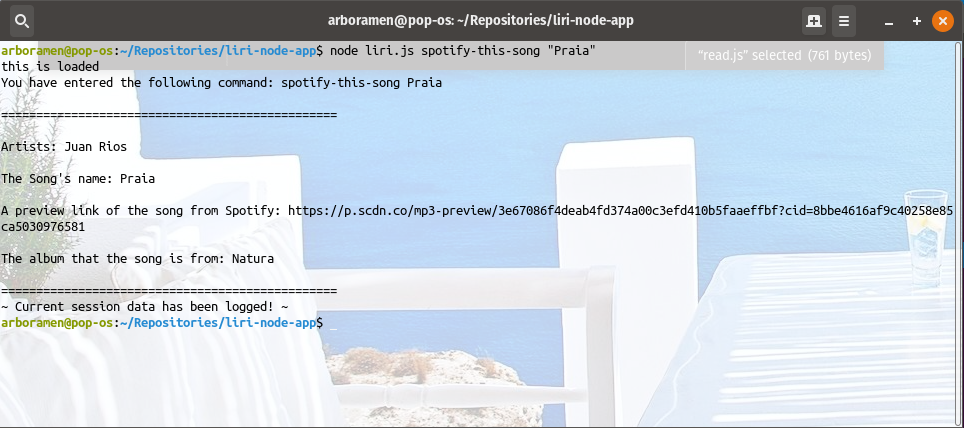 arboramen@pop-os: ~/Repositories/liri-node-app
arboramen@pop-os:~/Repositories/liri-node-app$ node liri.js spotify-this-song "Praia"
"read.js" selected (761 bytes)
this is loaded
You have entered the following command: spotify-this-song Praia
================================================
Artists: Juan Rios
The Song's name: Praia
A preview link of the song from Spotify: https://p.scdn.co/mp3-preview/3e67086f4deab4fd374a00c3efd410b5faaeffbf?cid=8bbe4616af9c40258e85
ca5030976581
The album that the song is from: Natura
================================================
~ Current session data has been logged! ~
arboramen@pop-os:~/Repositories/liri-node-app$